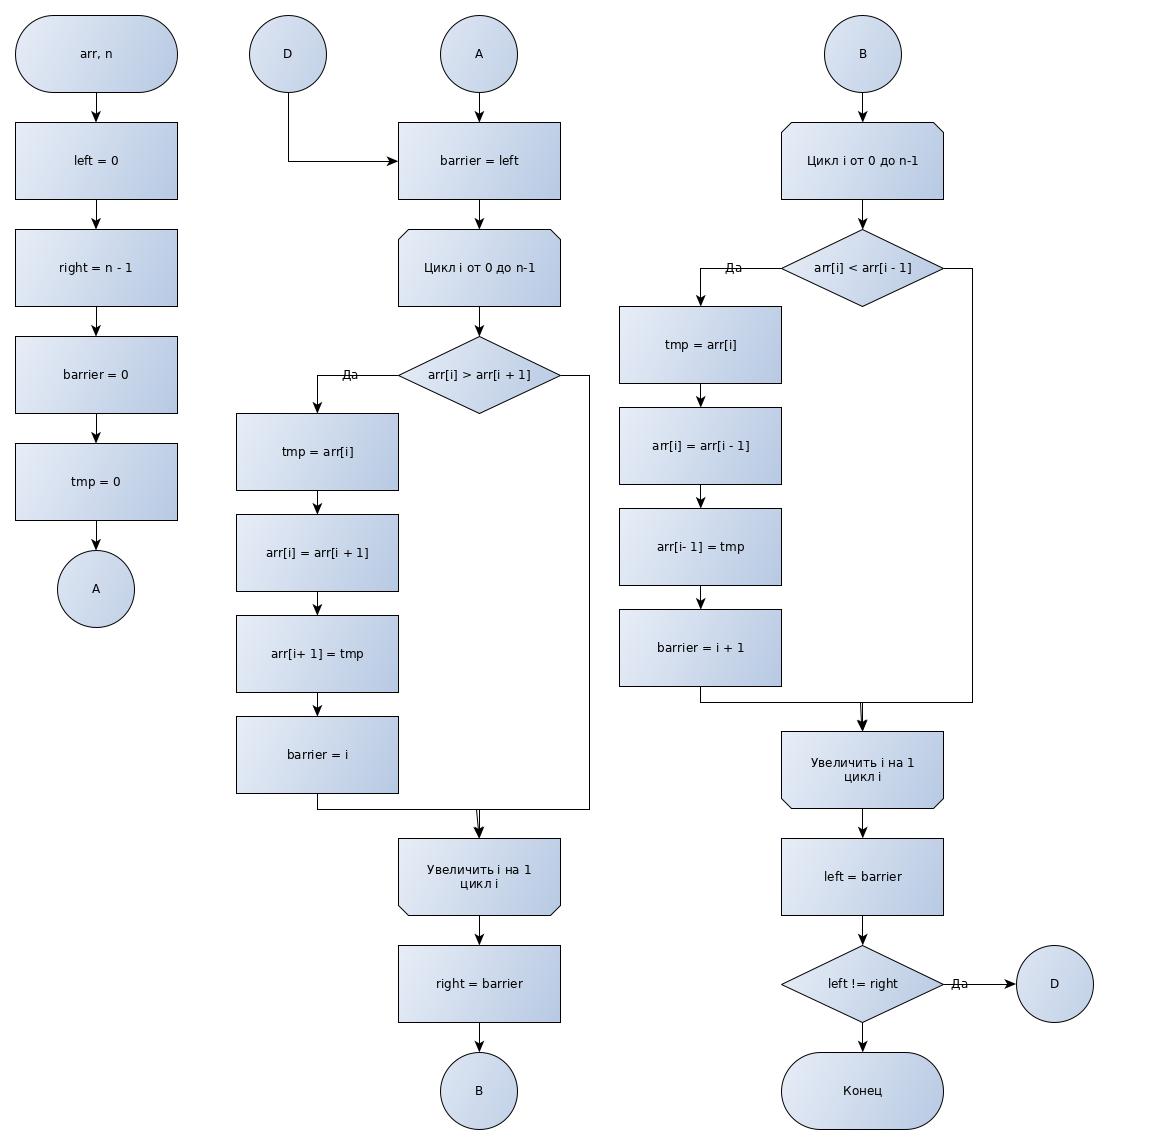 arr, n
left = 0
right = n - 1
barrier = 0
tmp = 0
A
D
A
barrier = left
Цикл i от 0 до n-1
arr[i] > arr[i + 1]
Да
tmp = arr[i]
arr[i] = arr[i + 1]
arr[i+ 1] = tmp
barrier = i
Увеличить i на 1
цикл i
right = barrier
B
B
Цикл i от 0 до n-1
arr[i] < arr[i - 1]
Да
tmp = arr[i]
arr[i] = arr[i - 1]
arr[i- 1] = tmp
barrier = i + 1
Увеличить i на 1
цикл i
left = barrier
left != right
Да
D
Конец